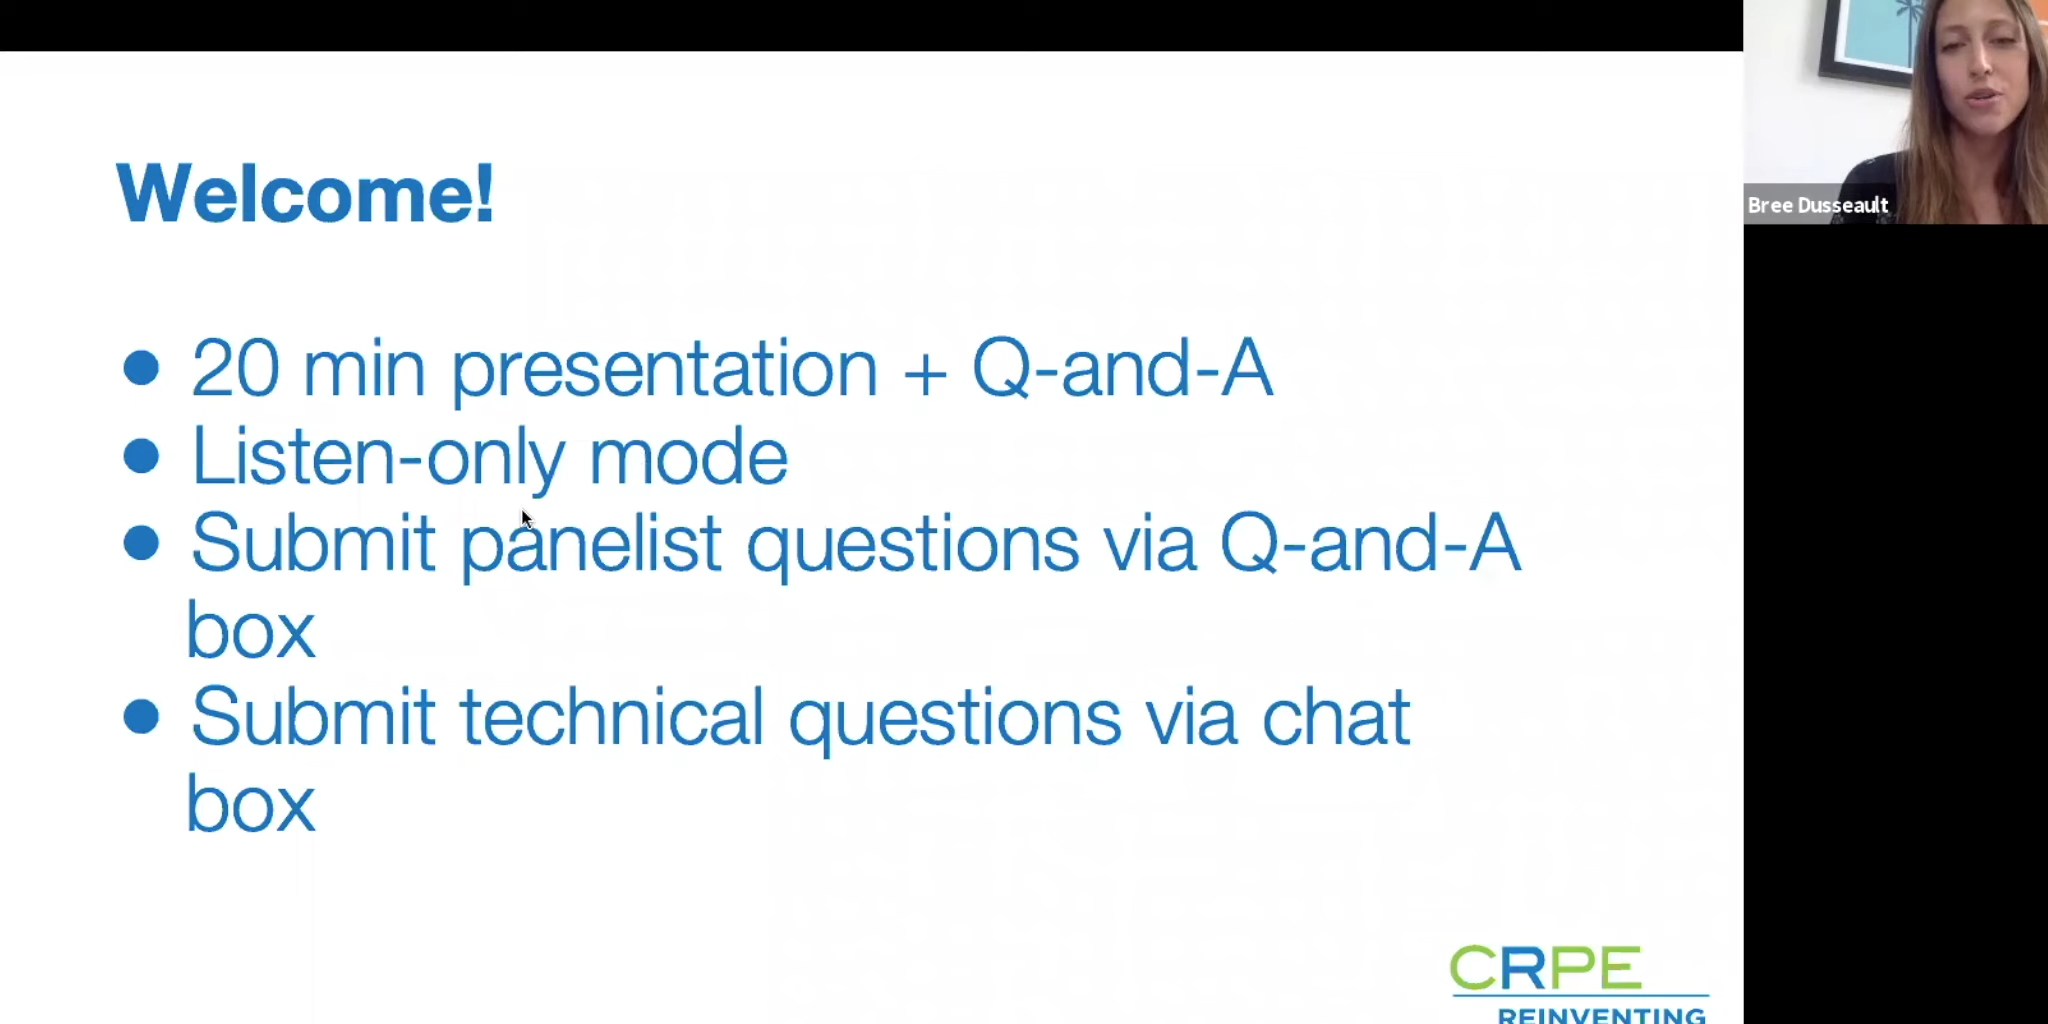 Welcome!
● 20 min presentation + Q-and-A
● Listen-only mode
● Submit panelist questions via Q-and-A
box
● Submit technical questions via chat
box
Bree Dusseault
CRPE
REINVENTING